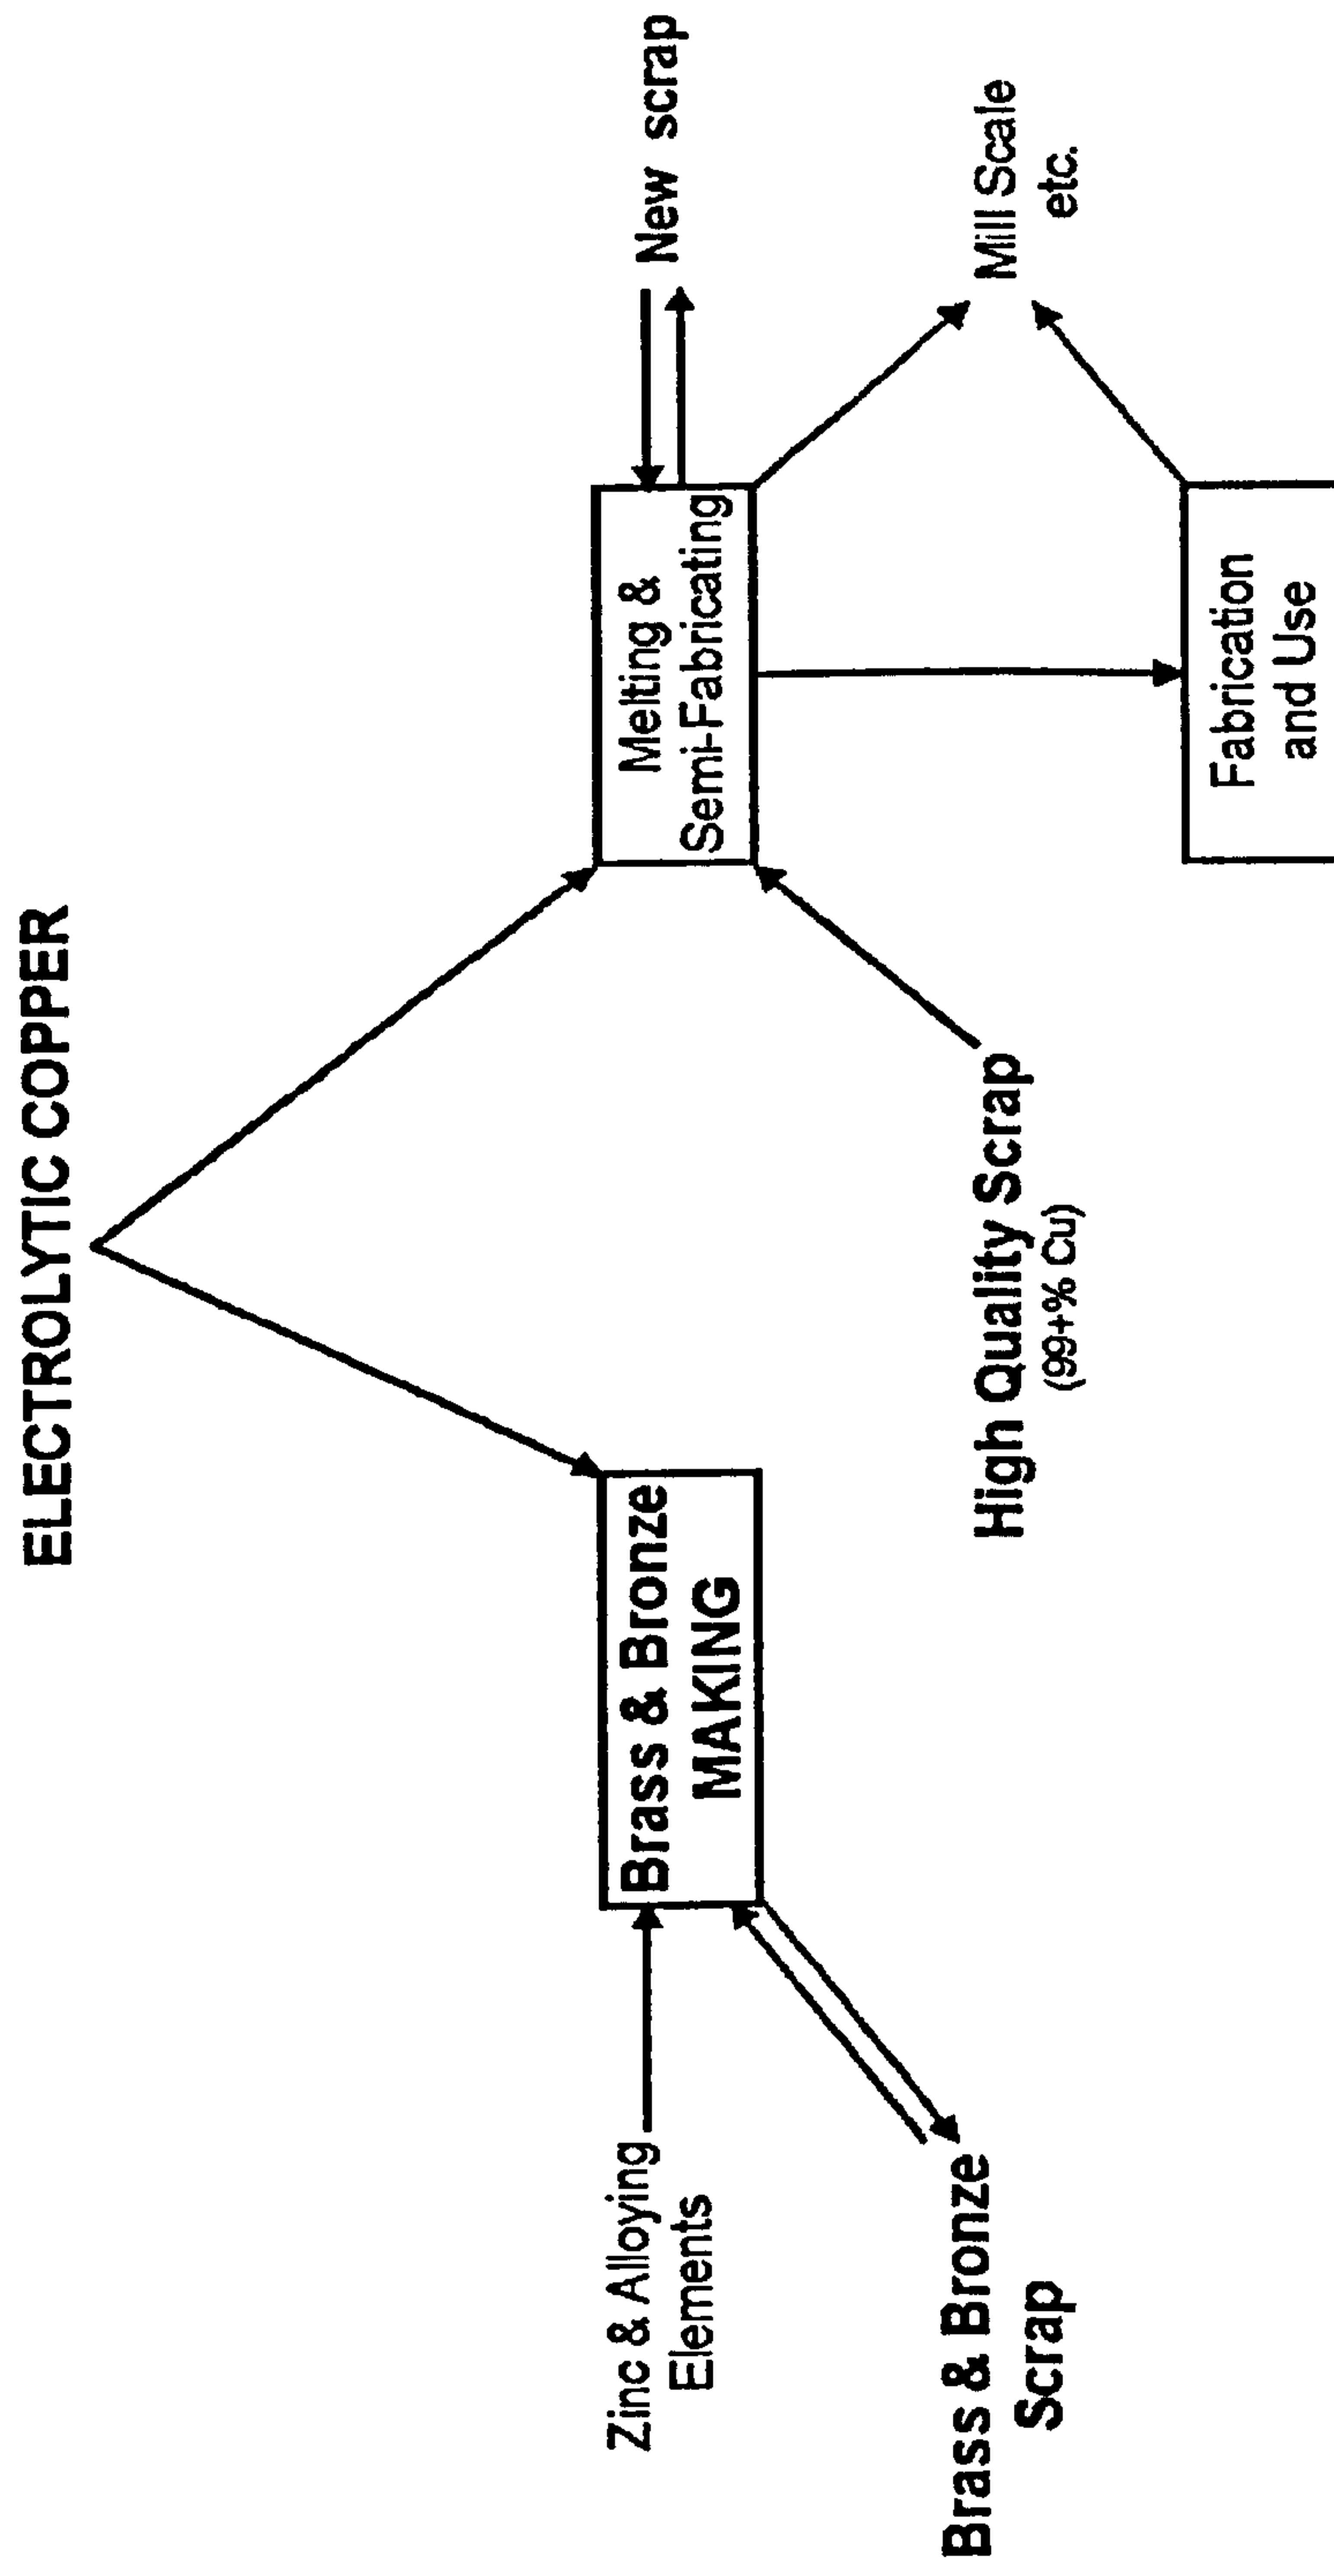 ELECTROLYTIC COPPER
Zinc & Alloying
Elements
Brass & Bronze
MAKING
Melting &
Semi-Fabricating
New scrap
Brass & Bronze
Scrap
High Quality Scrap
(99+% Cu)
Mill Scale
etc.
Fabrication
and Use